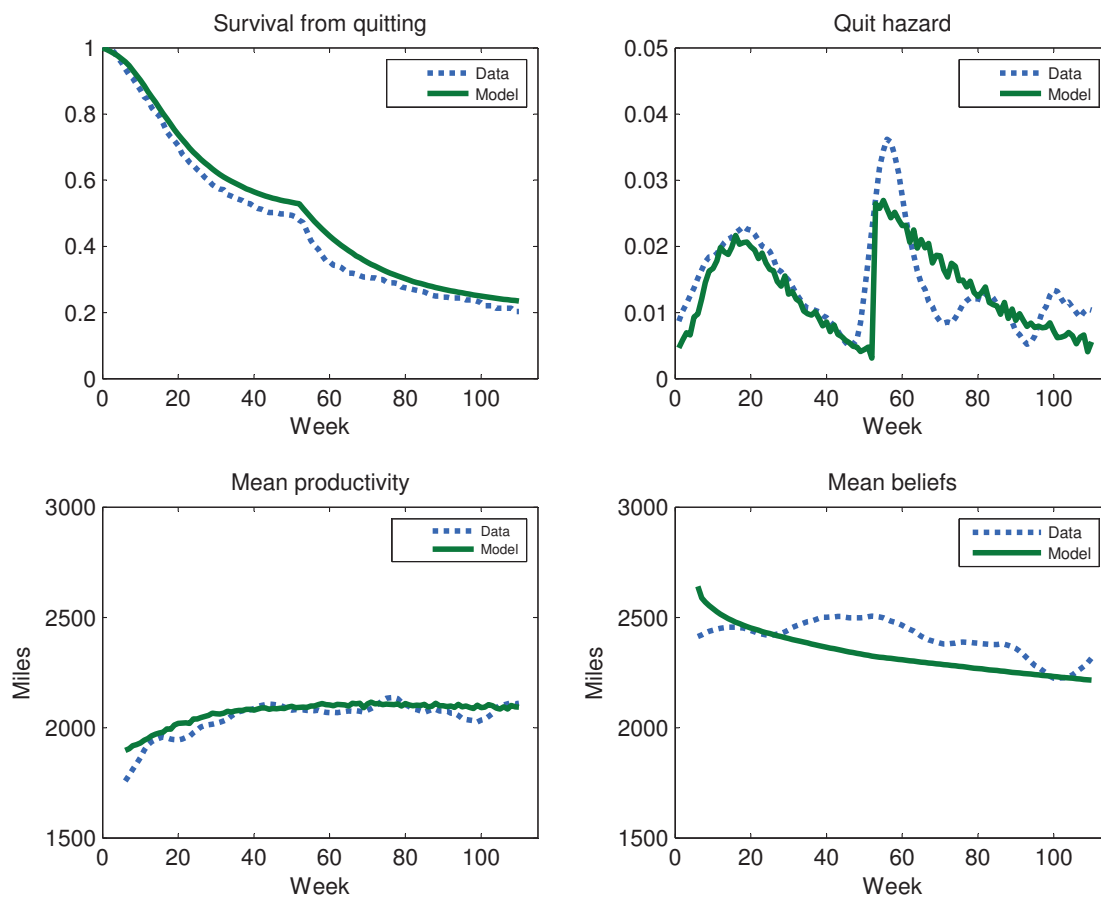 Survival from quitting
1
0.8
0.6
0.4
0.2
0
0 20 40 60 80 100
Week
Data
Model
Quit hazard
0.05
0.04
0.03
0.02
0.01
0
0 20 40 60 80 100
Week
Data
Model
Mean productivity
3000
2500
2000
1500
Miles
0 20 40 60 80 100
Week
Data
Model
Mean beliefs
3000
2500
2000
1500
Miles
0 20 40 60 80 100
Week
Data
Model